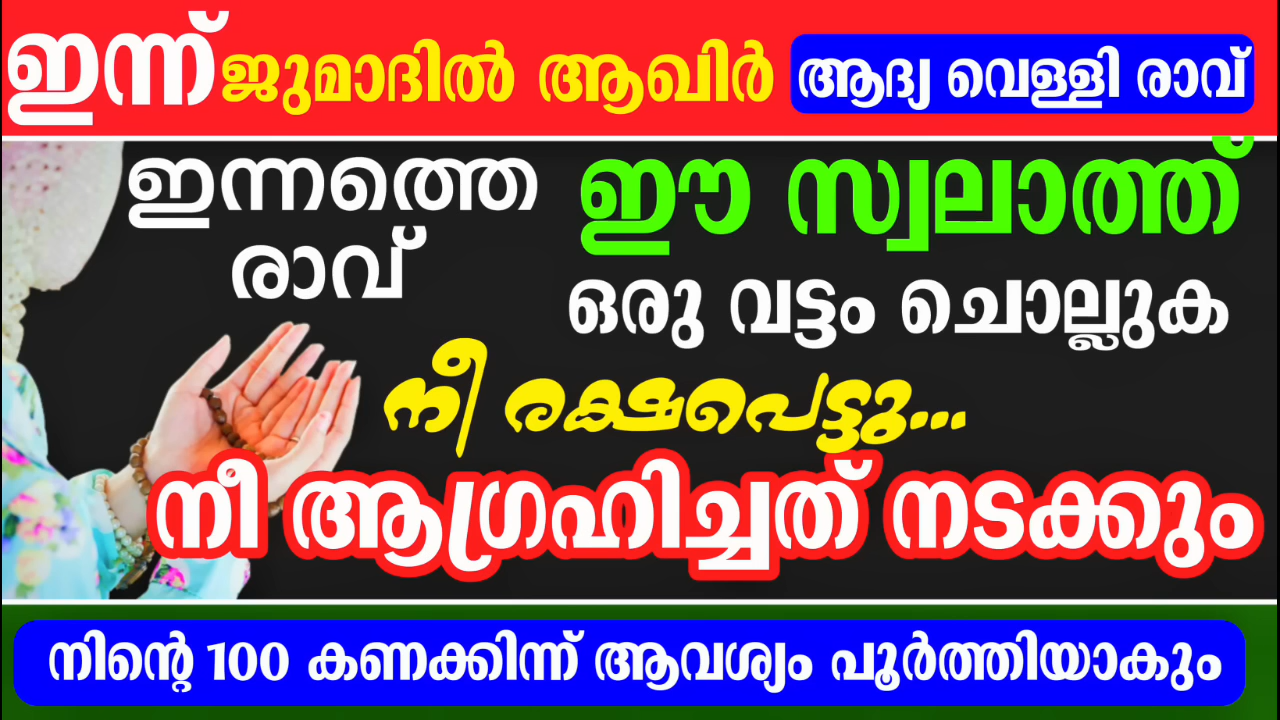 ഇന്ന് ജുമാദിൽ ആഖിർ ആദ്യ വെള്ളി രാവ്
ഇന്നത്തെ രാവ്
ഈ സ്വലാത്ത്
ഒരു വട്ടം ചൊല്ലുക
നീ രക്ഷപെട്ടു...
നീ ആഗ്രഹിച്ചത് നടക്കും
നിന്റെ 100 കണക്കിന്ന് ആവശ്യം പൂർത്തിയാകും